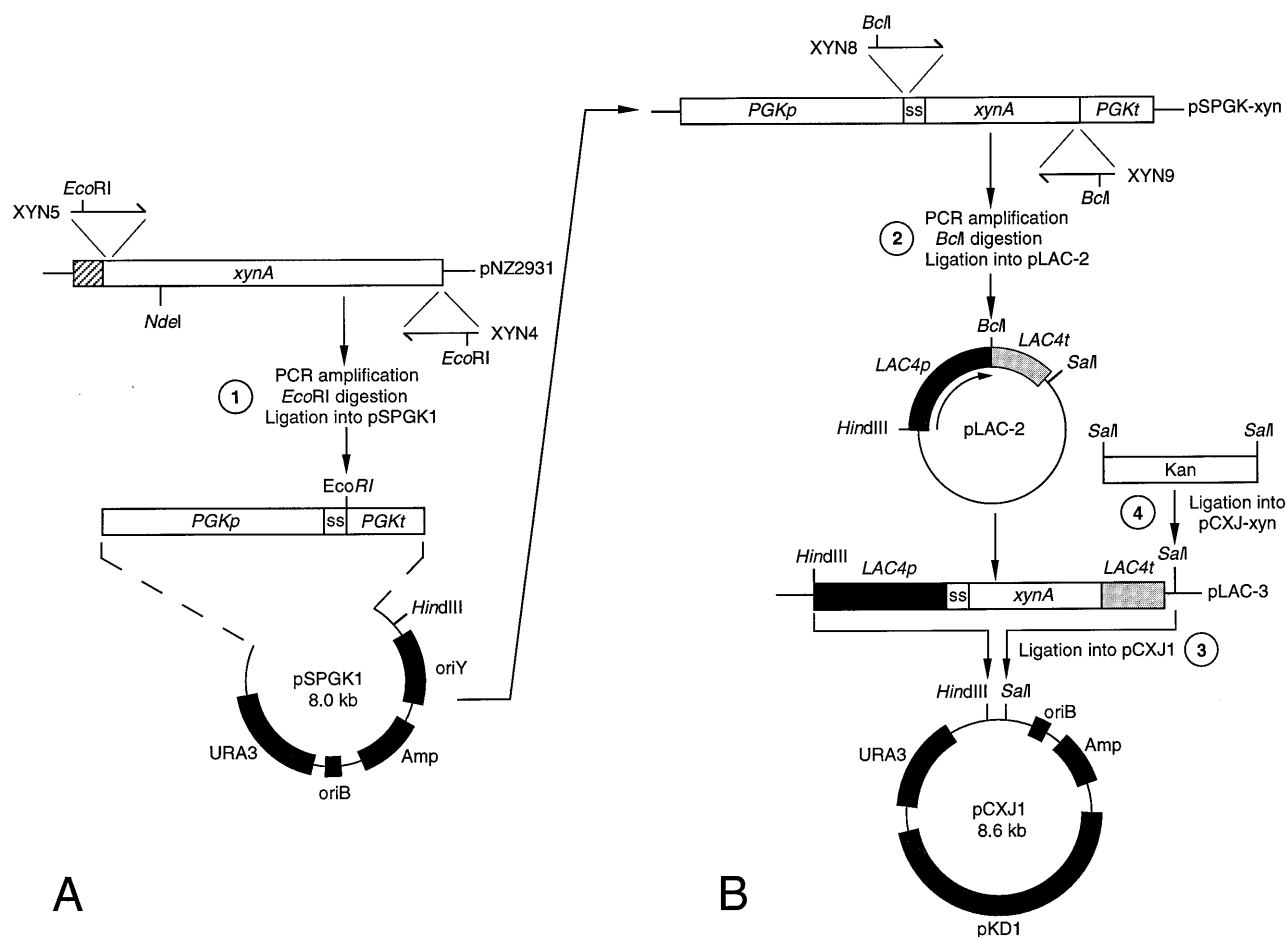 EcoRI
XYN5
xynA
pNZ2931
NdeI
XYN4
EcoRI
1
PCR amplification
EcoRI digestion
Ligation into pSPGK1
EcoRI
PGKp
ss
PGKt
HindIII
oriY
pSPGK1
8.0 kb
URA3
Amp
oriB
A
BclI
XYN8
PGKp
ss
xynA
PGKt
pSPGK-xyn
XYN9
BclI
2
PCR amplification
BclI digestion
Ligation into pLAC-2
BclI
LAC4t
LAC4p
SalI
HindIII
pLAC-2
SalI
SalI
Kan
4
Ligation into
pCXJ-xyn
SalI
HindIII
LAC4p
LAC4t
ss
xynA
pLAC-3
Ligation into pCXJ1
3
HindIII
SalI
oriB
URA3
Amp
pCXJ1
8.6 kb
pKD1
B